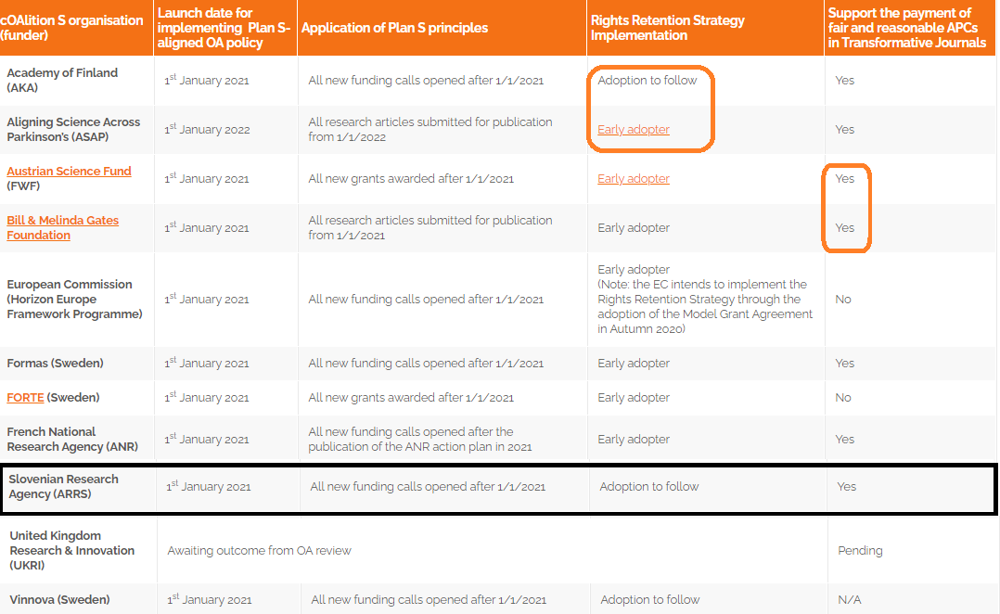 cOAlition S organisation (funder)
Launch date for implementing Plan S-aligned OA policy
Application of Plan S principles
Rights Retention Strategy Implementation
Support the payment of fair and reasonable APCs in Transformative Journals
Academy of Finland (AKA)
1st January 2021
All new funding calls opened after 1/1/2021
Adoption to follow
Yes
Aligning Science Across Parkinson's (ASAP)
1st January 2022
All research articles submitted for publication from 1/1/2022
Early adopter
Yes
Austrian Science Fund (FWF)
1st January 2021
All new grants awarded after 1/1/2021
Early adopter
Yes
Bill & Melinda Gates Foundation
1st January 2021
All research articles submitted for publication from 1/1/2021
Early adopter
Yes
European Commission (Horizon Europe Framework Programme)
1st January 2021
All new funding calls opened after 1/1/2021
Early adopter
(Note: the EC intends to implement the Rights Retention Strategy through the adoption of the Model Grant Agreement in Autumn 2020)
No
Formas (Sweden)
1st January 2021
All new funding calls opened after 1/1/2021
Early adopter
Yes
FORTE (Sweden)
1st January 2021
All new grants awarded after 1/1/2021
Early adopter
No
French National Research Agency (ANR)
1st January 2021
All new funding calls opened after the publication of the ANR action plan in 2021
Early adopter
Yes
Slovenian Research Agency (ARRS)
1st January 2021
All new funding calls opened after 1/1/2021
Adoption to follow
Yes
United Kingdom Research & Innovation (UKRI)
Awaiting outcome from OA review
Pending
Vinnova (Sweden)
1st January 2021
All new funding calls opened after 1/1/2021
Adoption to follow
N/A